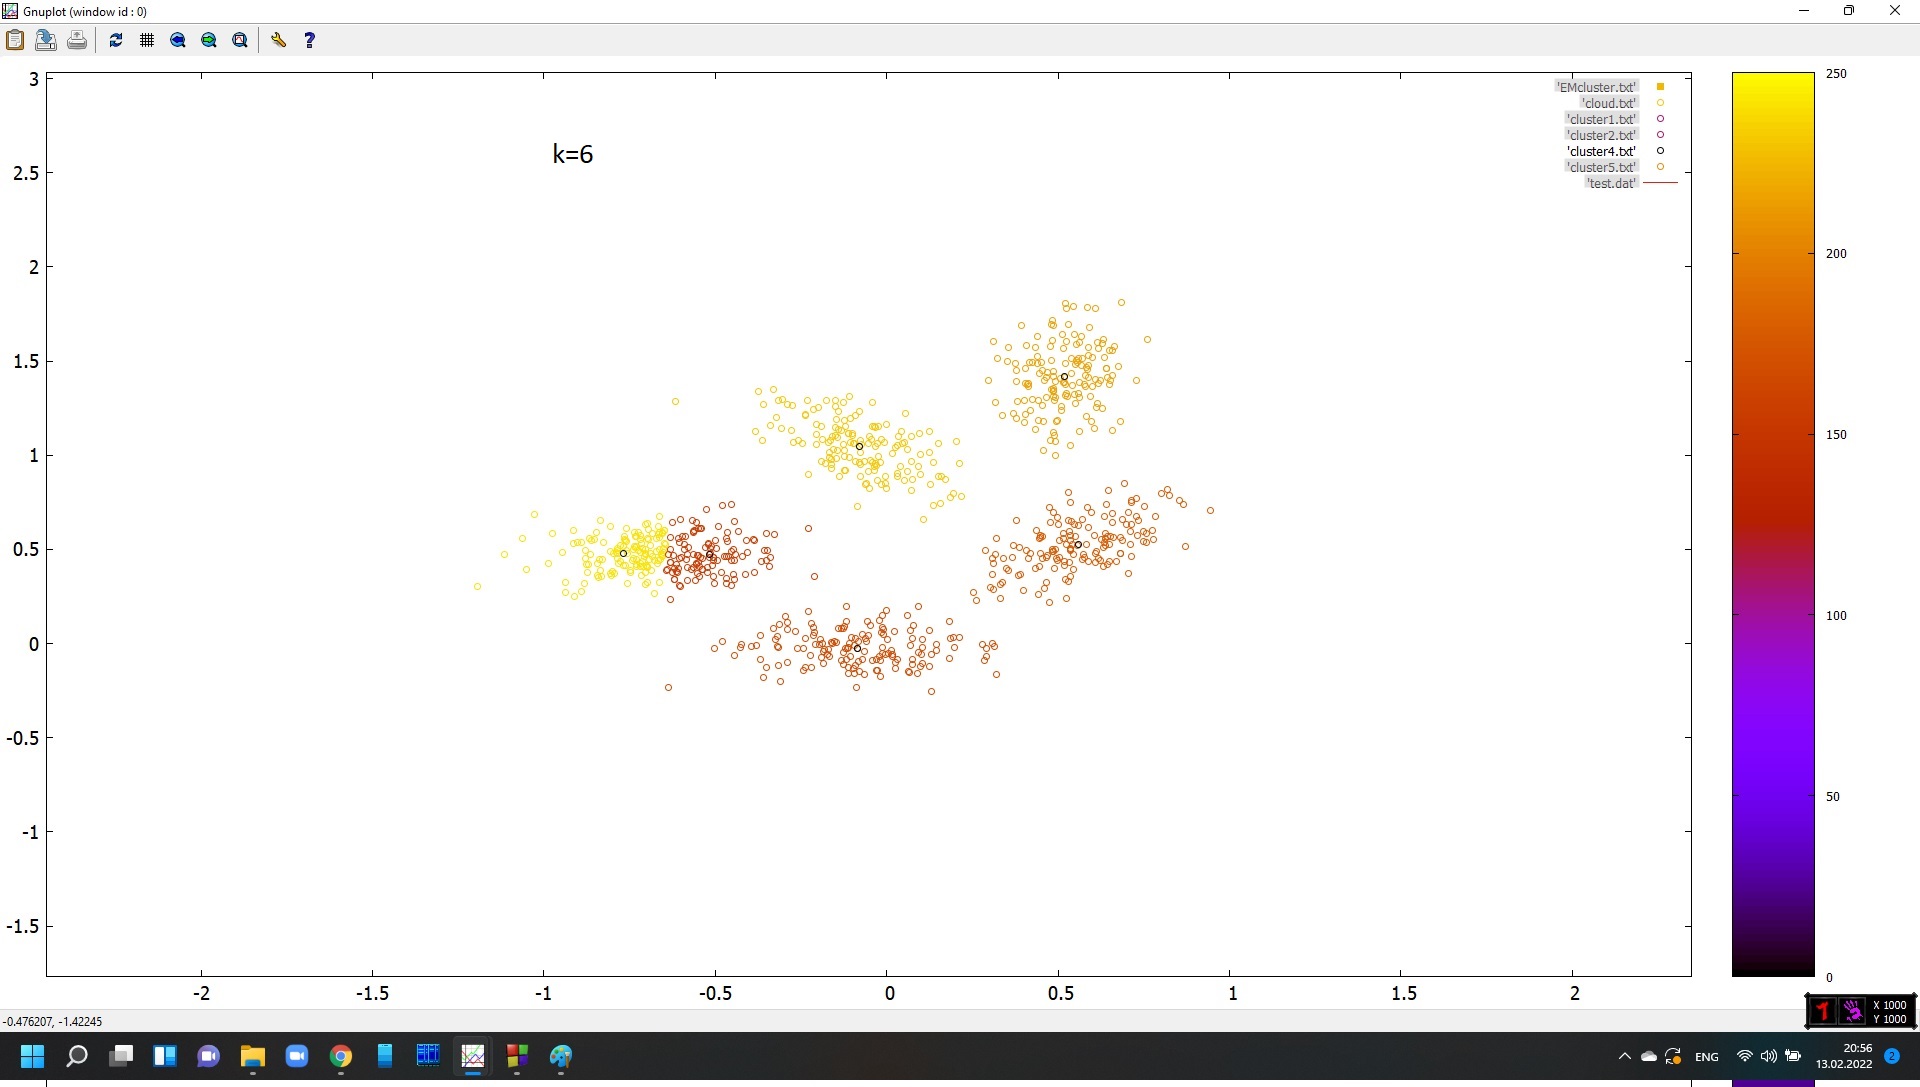 Gnuplot (window id : 0)
'EMcluster.txt'
'cloud.txt'
'cluster1.txt'
'cluster2.txt'
'cluster4.txt'
'cluster5.txt'
'test.dat'
k=6
3
2.5
2
1.5
1
0.5
0
-0.5
-1
-1.5
-2
-1.5
-1
-0.5
0
0.5
1
1.5
2
250
200
150
100
50
0
X 1000
Y 1000
-0.476207, -1.42245
ENG
20:56
13.02.2022
2